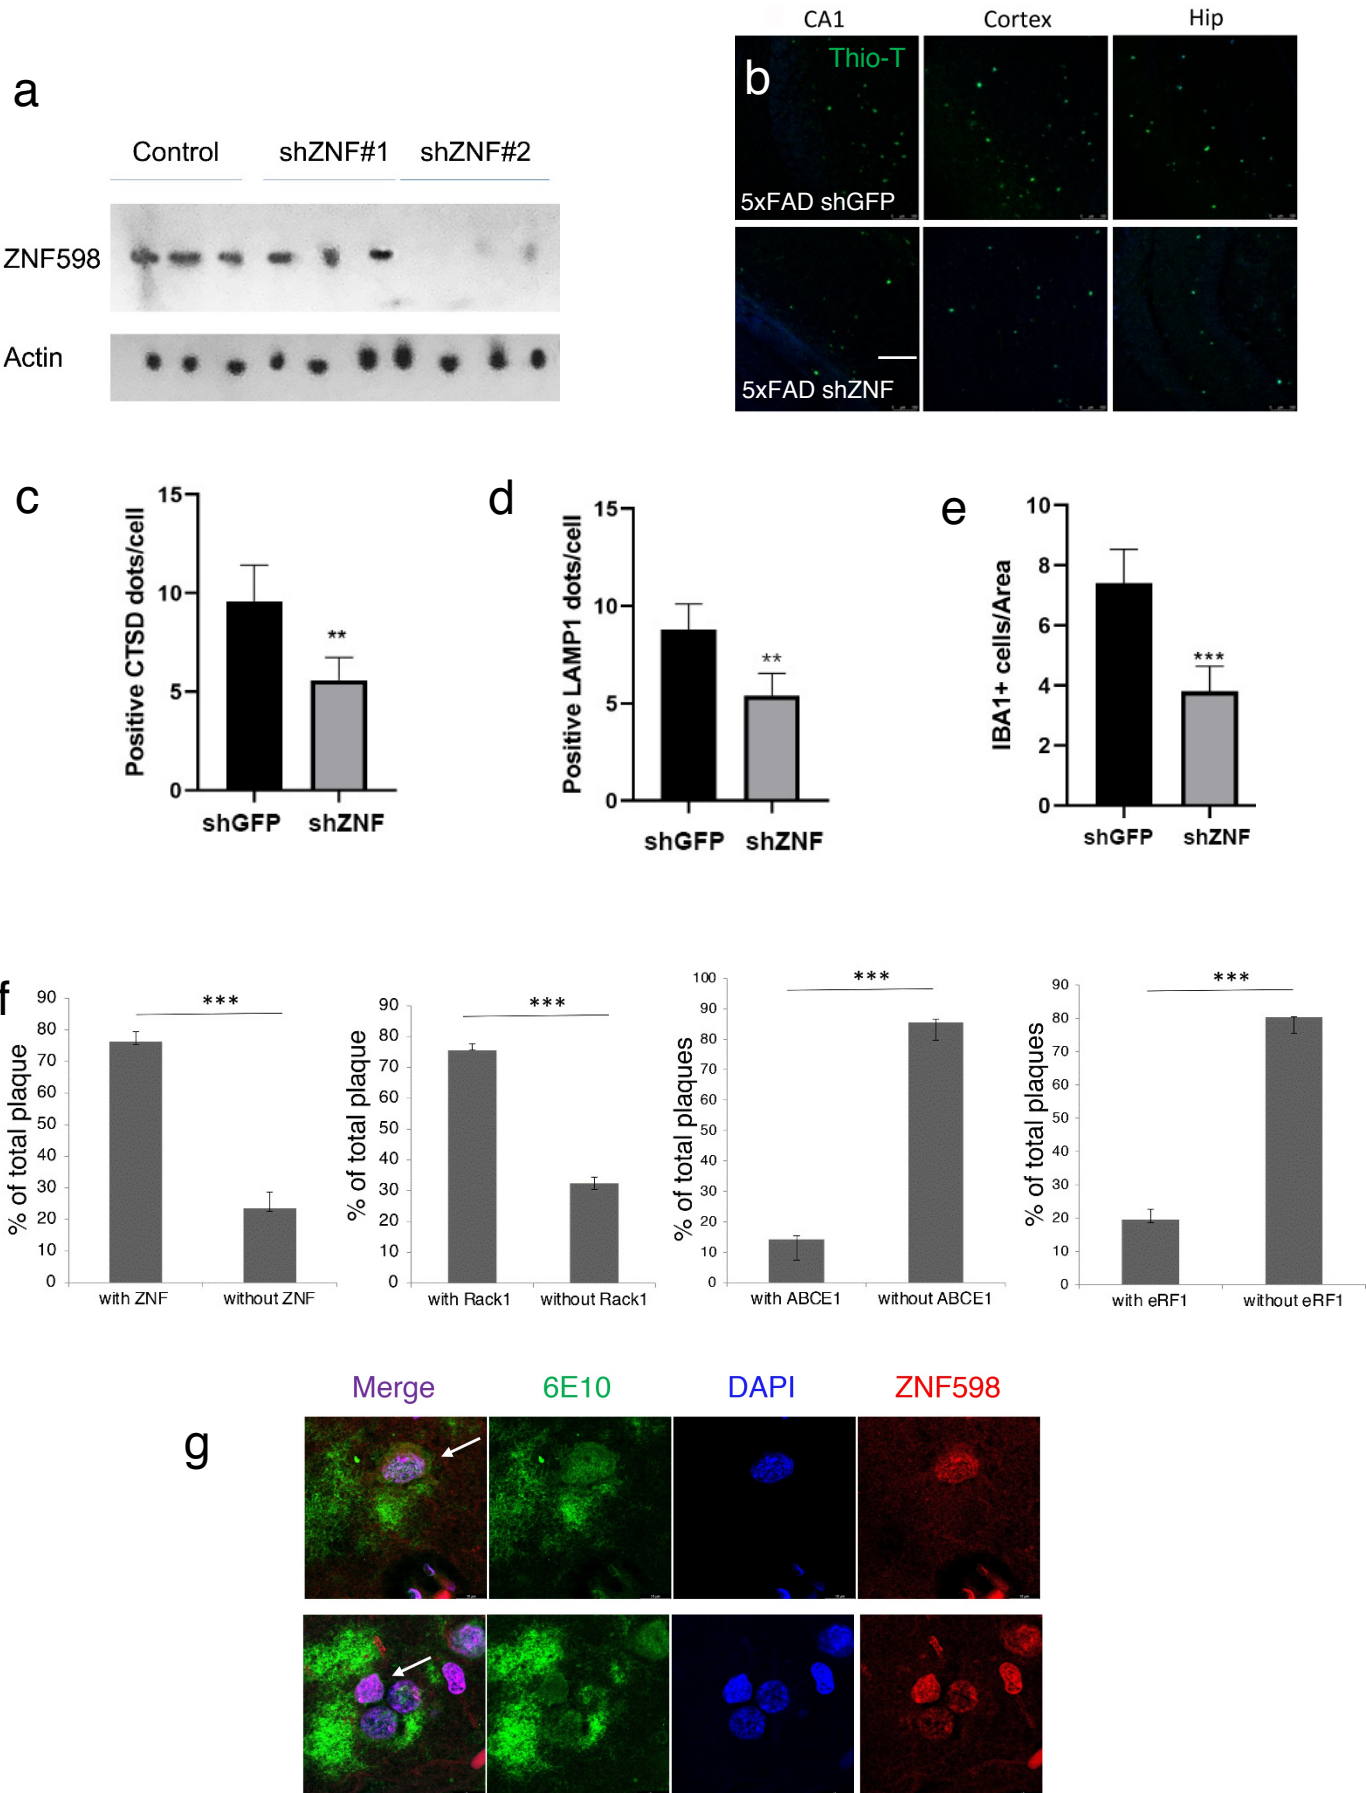 a
Control shZNF#1 shZNF#2
ZNF598
Actin
CA1 Cortex Hip
b
Thio-T
5xFAD shGFP
5xFAD shZNF
c
Positive CTSD dots/cell
15
10
5
0
**
shGFP shZNF
d
Positive LAMP1 dots/cell
15
10
5
0
**
shGFP shZNF
e
IBA1+ cells/Area
10
8
6
4
2
0
***
shGFP shZNF
f
% of total plaque
90
80
70
60
50
40
30
20
10
0
***
with ZNF without ZNF
% of total plaque
90
80
70
60
50
40
30
20
10
0
***
with Rack1 without Rack1
% of total plaques
100
90
80
70
60
50
40
30
20
10
0
***
with ABCE1 without ABCE1
% of total plaques
90
80
70
60
50
40
30
20
10
0
***
with eRF1 without eRF1
g
Merge 6E10 DAPI ZNF598